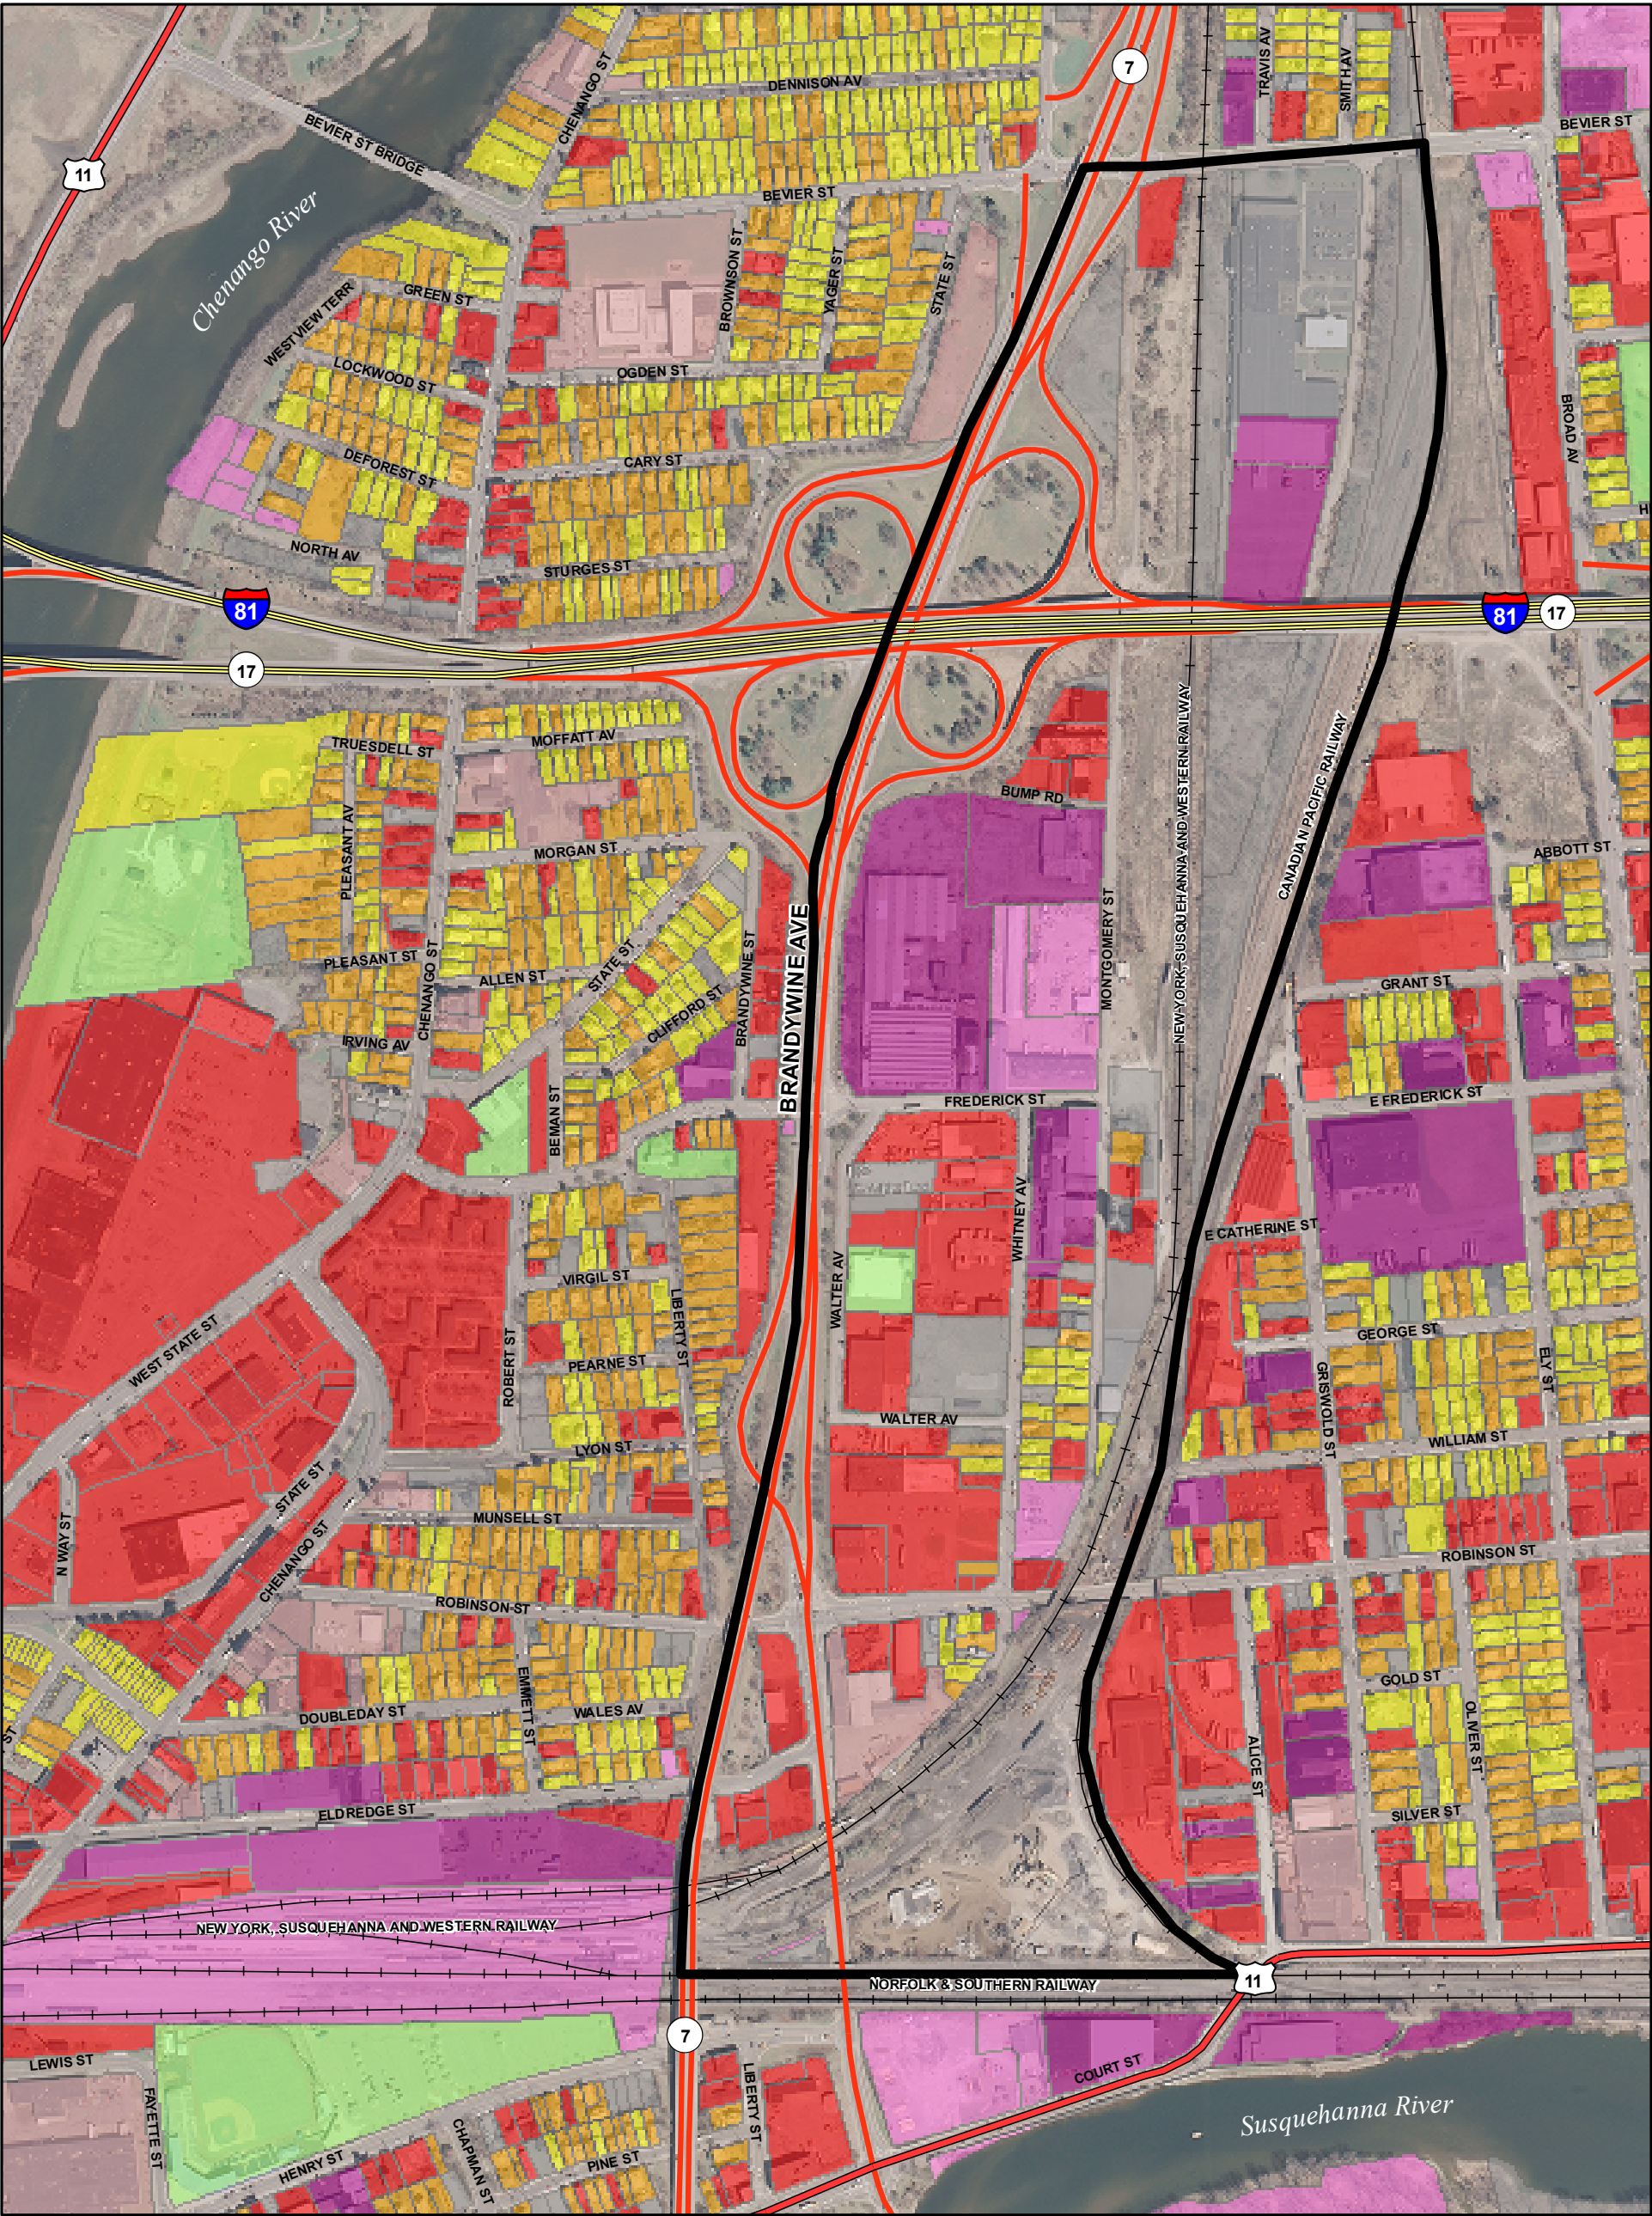 7
TRAVIS AV
SMITH AV
DENNISON AV
CHENANGO ST
BEVIER ST
BEVIER ST BRIDGE
11
BEVIER ST
Chenango River
BROWNSON ST
YAGER ST
STATE ST
GREEN ST
WESTVIEW TERR
LOCKWOOD ST
OGDEN ST
BROAD AV
DEFOREST ST
CARY ST
H
NORTH AV
STURGES ST
81
81
17
17
NEW YORK, SUSQUEHANNA AND WESTERN RAILWAY
CANADIAN PACIFIC RAILWAY
TRUESDELL ST
MOFFATT AV
BUMP RD
PLEASANT AV
MORGAN ST
ABBOTT ST
BRANDYWINE AVE
MONTGOMERY ST
PLEASANT ST
CHENANGO ST
ALLEN ST
STATE ST
CLIFFORD ST
BRANDYWINE ST
GRANT ST
IRVING AV
BEMAN ST
FREDERICK ST
E FREDERICK ST
WHITNEY AV
E CATHERINE ST
WALTER AV
VIRGIL ST
LIBERTY ST
WEST STATE ST
ROBERT ST
PEARNE ST
GEORGE ST
GRISWOLD ST
ELY ST
WALTER AV
LYON ST
WILLIAM ST
STATE ST
N WAY ST
CHENANGO ST
MUNSELL ST
ROBINSON ST
ROBINSON ST
EMMETT ST
GOLD ST
OLIVER ST
ST
DOUBLEDAY ST
WALES AV
ALICE ST
ELDREDGE ST
SILVER ST
NEW YORK, SUSQUEHANNA AND WESTERN RAILWAY
NORFOLK & SOUTHERN RAILWAY
11
7
LEWIS ST
FAYETTE ST
CHAPMAN ST
LIBERTY ST
COURT ST
Susquehanna River
HENRY ST
PINE ST